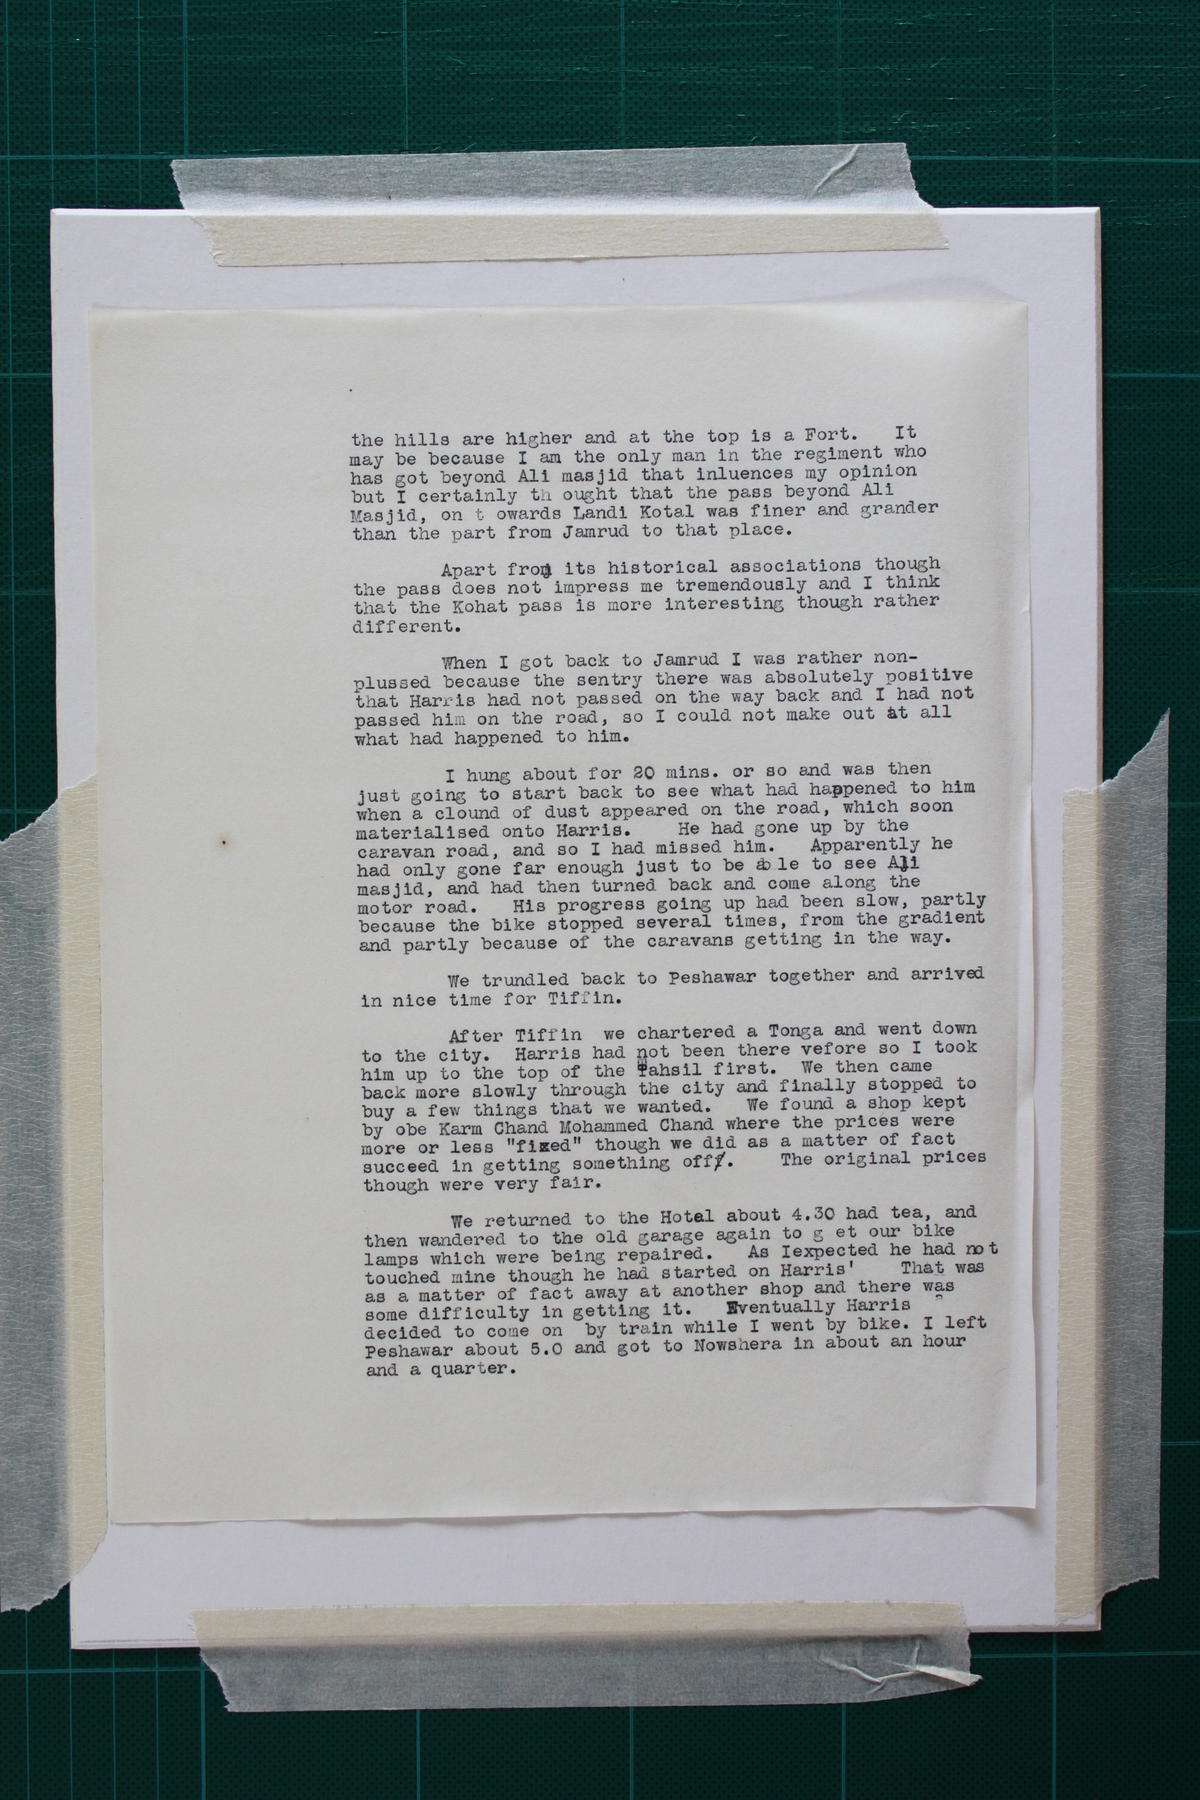 the hills are higher and at the top is a Fort.   It
may be because I am the only man in the regiment who
has got beyond Ali masjid that inluences my opinion
but I certainly th ought that the pass beyond Ali
Masjid, on t owards Landi Kotal was finer and grander
than the part from Jamrud to that place.

Apart from its historical associations though
the pass does not impress me tremendously and I think
that the Kohat pass is more interesting though rather
different.

When I got back to Jamrud I was rather non-
plussed because the sentry there was absolutely positive
that Harris had not passed on the way back and I had not
passed him on the road, so I could not make out at all
what had happened to him.

I hung about for 20 mins. or so and was then
just going to start back to see what had happened to him
when a clound of dust appeared on the road, which soon
materialised onto Harris.    He had gone up by the
caravan road, and so I had missed him.   Apparently he
had only gone far enough just to be ab le to see Ali
masjid, and had then turned back and come along the
motor road.   His progress going up had been slow, partly
because the bike stopped several times, from the gradient
and partly because of the caravans getting in the way.

We trundled back to Peshawar together and arrived
in nice time for Tiffin.

After Tiffin  we chartered a Tonga and went down
to the city.  Harris had not been there vefore so I took
him up to the top of the Tahsil first.  We then came
back more slowly through the city and finally stopped to
buy a few things that we wanted.   We found a shop kept
by obe Karm Chand Mohammed Chand where the prices were
more or less "fixed" though we did as a matter of fact
succeed in getting something off.    The original prices
though were very fair.

We returned to the Hotel about 4.30 had tea, and
then wandered to the old garage again to g et our bike
lamps which were being repaired.   As Iexpected he had not
touched mine though he had started on Harris'    That was
as a matter of fact away at another shop and there was
some difficulty in getting it.   Eventually Harris
decided to come on  by train while I went by bike. I left
Peshawar about 5.0 and got to Nowshera in about an hour
and a quarter.